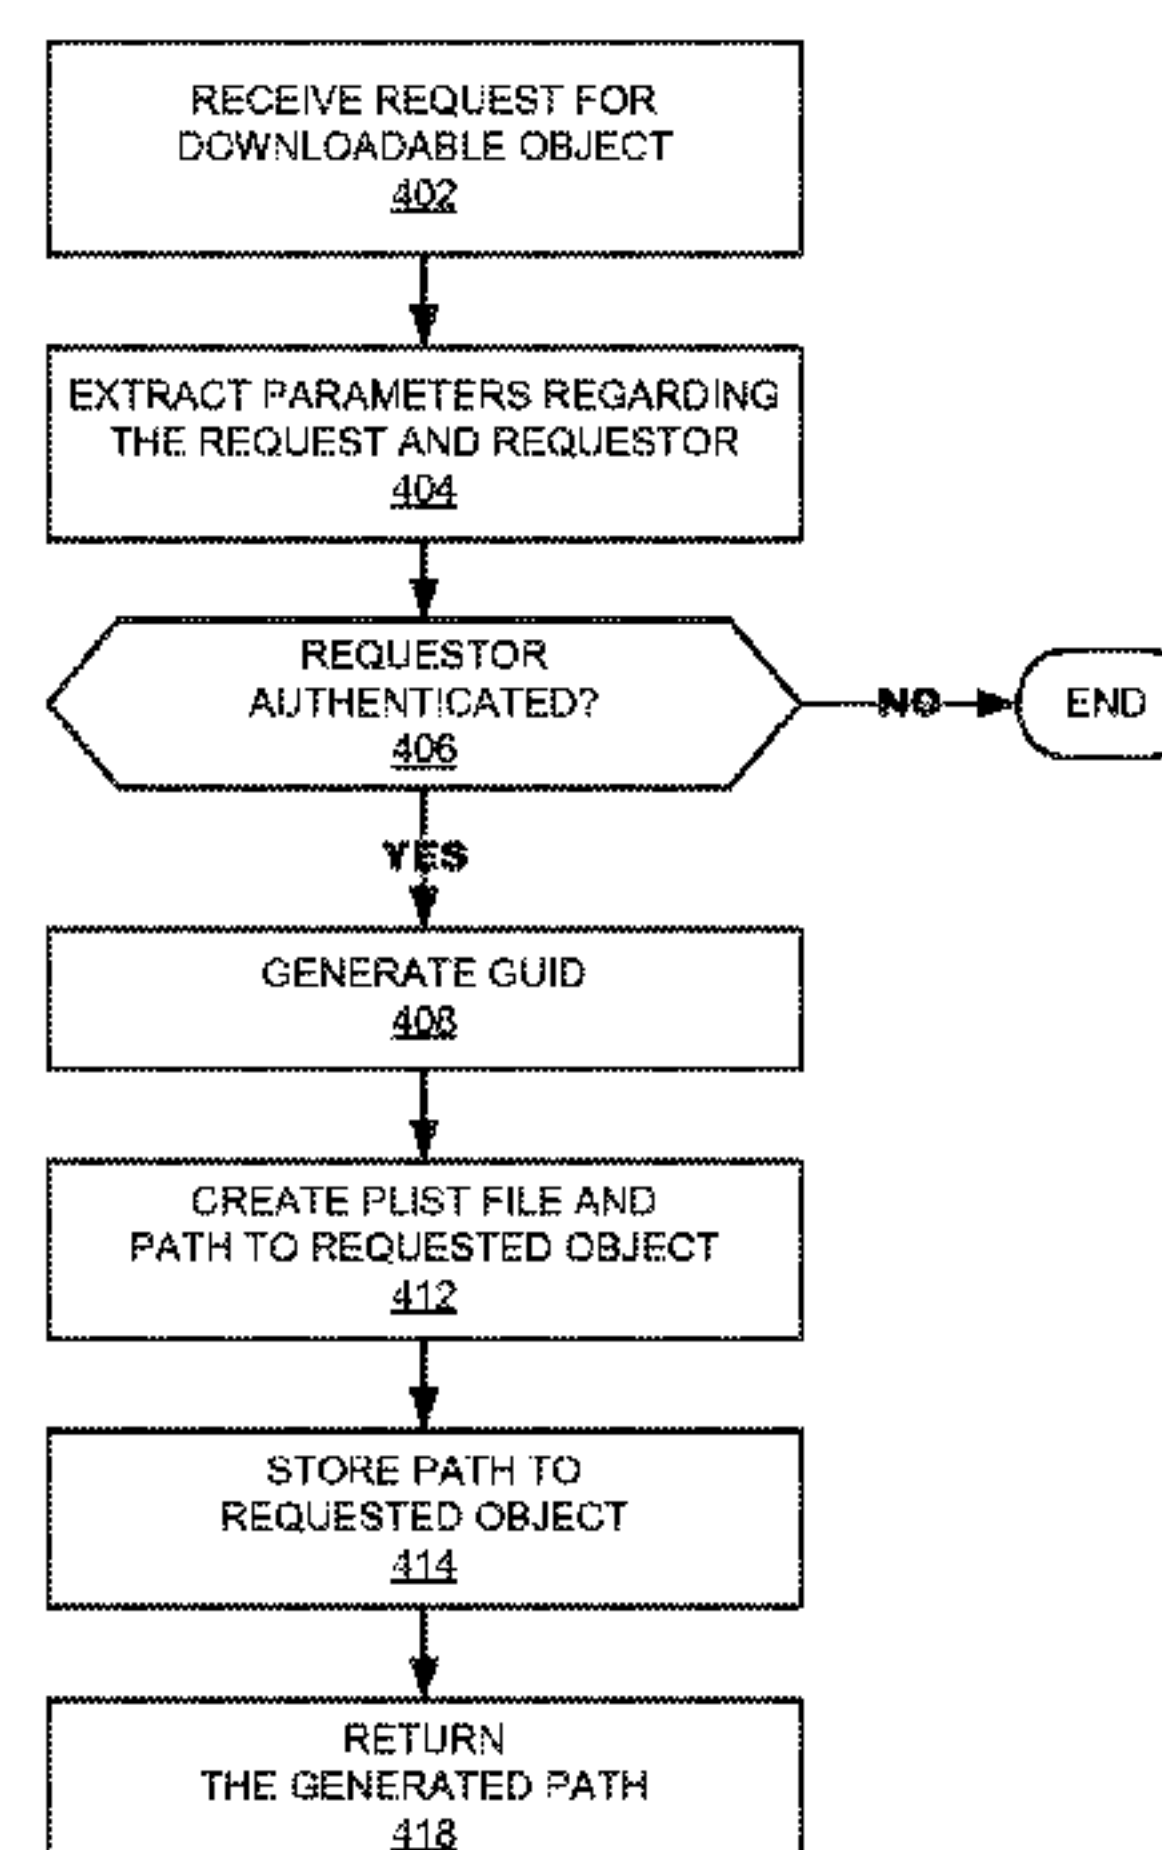 RECEIVE REQUEST FOR
DOWNLOADABLE OBJECT
402
EXTRACT PARAMETERS REGARDING
THE REQUEST AND REQUESTOR
404
REQUESTOR
AUTHENTICATED?
406
NO
END
YES
GENERATE GUID
408
CREATE PLIST FILE AND
PATH TO REQUESTED OBJECT
412
STORE PATH TO
REQUESTED OBJECT
414
RETURN
THE GENERATED PATH
418